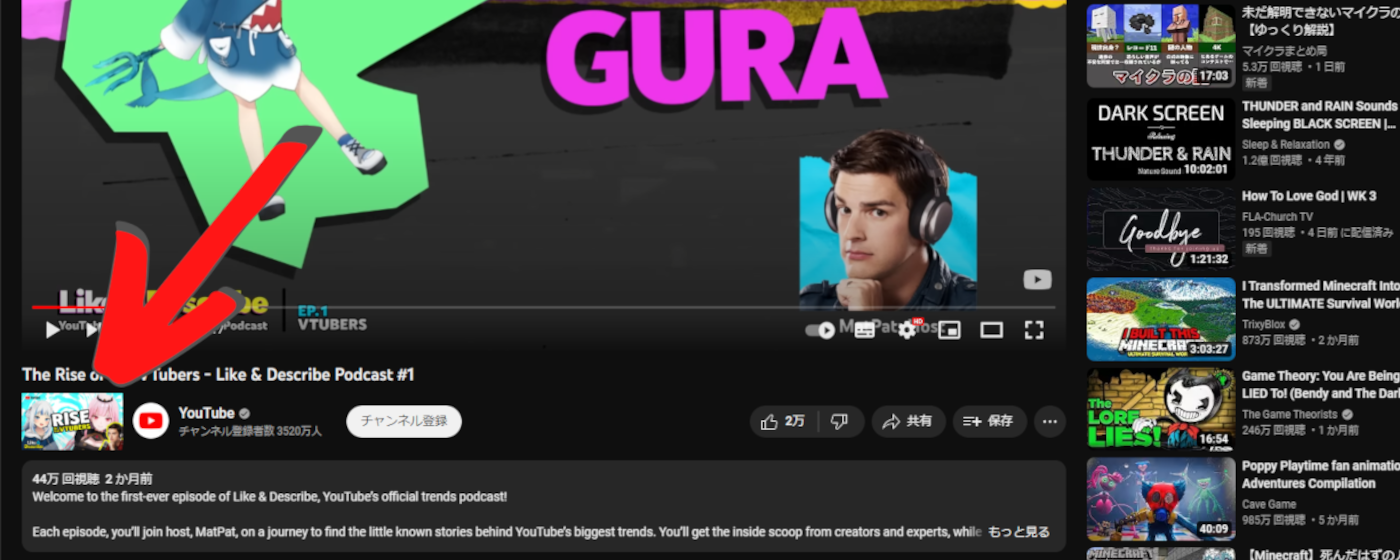 GURA
EP.1
VTUBERS
Podcast
HD
The Rise of VTubers - Like & Describe Podcast #1
RISE
VTUBERS
YouTube
チャンネル登録者数 3520万人
チャンネル登録
2万
共有
保存
44万 回視聴 2 か月前
Welcome to the first-ever episode of Like & Describe, YouTube's official trends podcast!
Each episode, you'll join host, MatPat, on a journey to find the little known stories behind YouTube's biggest trends. You'll get the inside scoop from creators and experts, while もっと見る
マイクラの
17:03
未だ解明できないマイクラの
【ゆっくり解説】
マイクラまとめ局
5.3万 回視聴 ・1 日前
新着
DARK SCREEN
Relaxing
THUNDER & RAIN
Nature Sound
10:02:01
THUNDER and RAIN Sounds
Sleeping BLACK SCREEN |...
Sleep & Relaxation
1.2億 回視聴 ・4 年前
Goodbye
THANKS FOR JOINING US
1:21:32
How To Love God | WK 3
FLA-Church TV
195 回視聴 ・4 日前 に配信済み
新着
I BUILT THIS
MINECRA
ULTIMATE SURVIVAL WOR
3:03:27
I Transformed Minecraft Into
The ULTIMATE Survival World
TrixyBlox
873万 回視聴 ・2 か月前
The
LORE
LIES!
16:54
Game Theory: You Are Being
LIED To! (Bendy and The Dark
The Game Theorists
246万 回視聴 ・1 か月前
40:09
Poppy Playtime fan animatio
Adventures Compilation
Cave Game
985万 回視聴 ・5 か月前
MINECRAFT
【Minecraft】死んだはずの